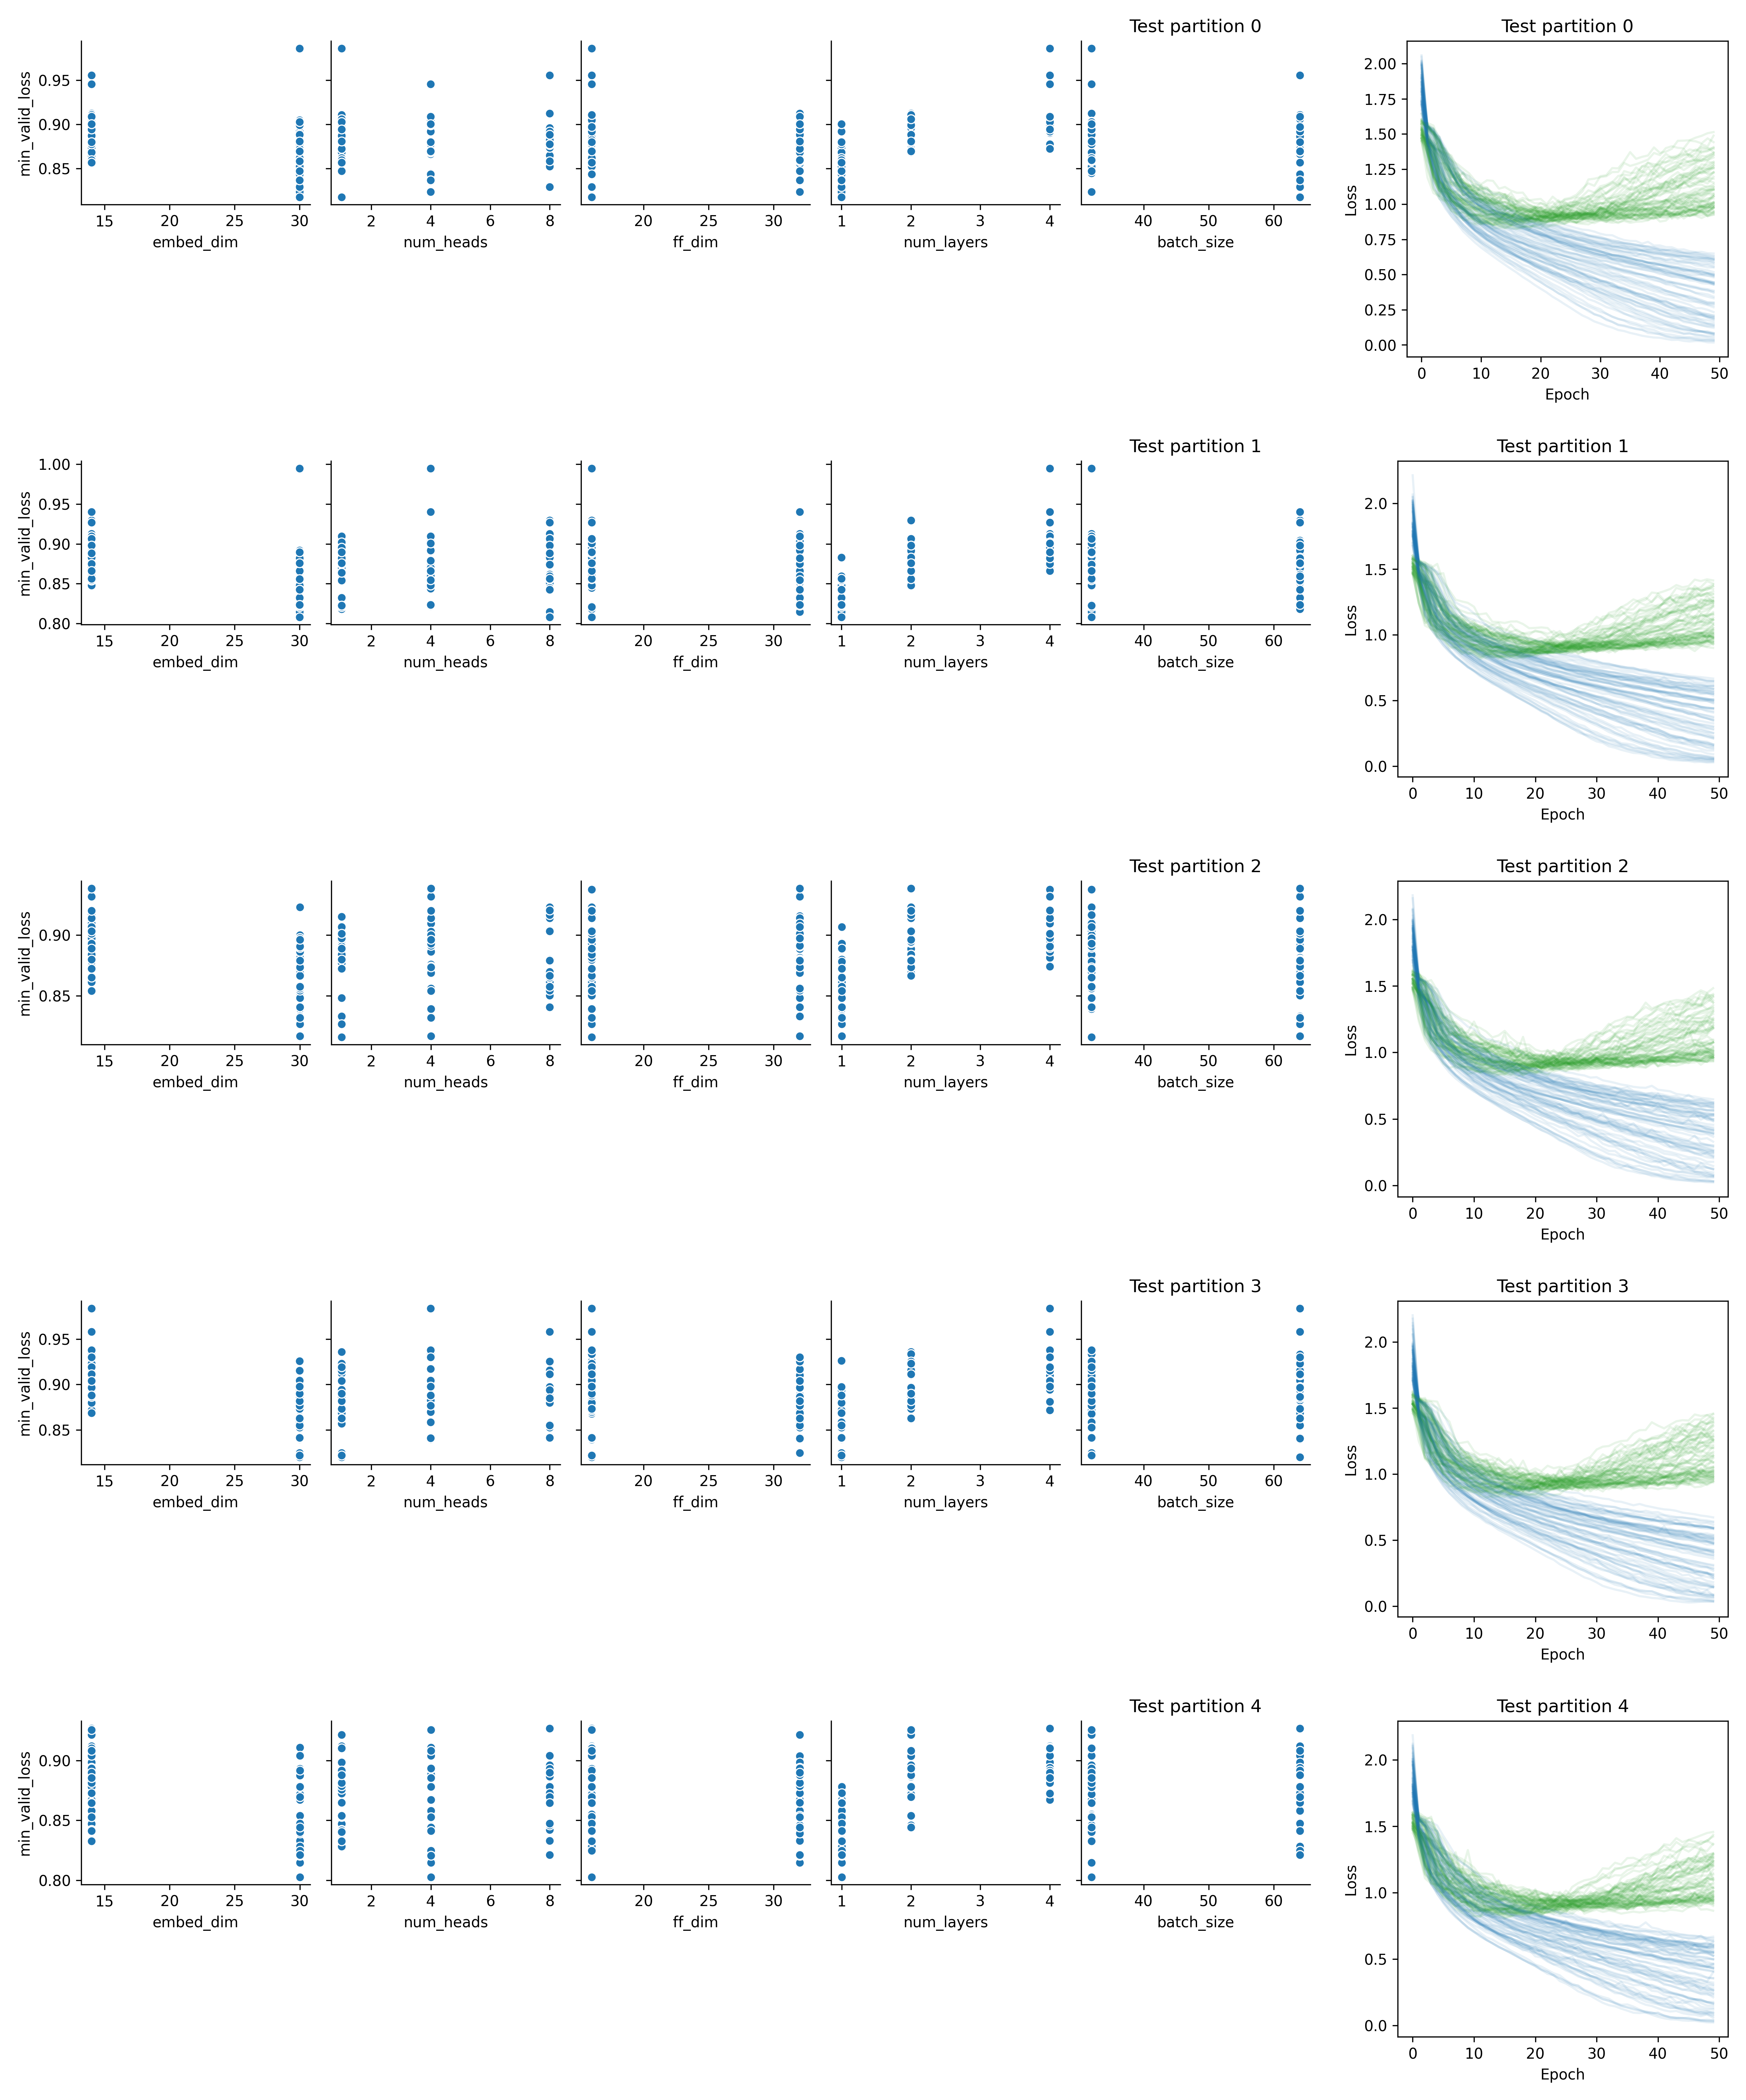 Test partition 0
Test partition 0
min_valid_loss
0.95
0.90
0.85
15 20 25 30
embed_dim
2 4 6 8
num_heads
20 30
ff_dim
1 2 3 4
num_layers
40 50 60
batch_size
Loss
2.00
1.75
1.50
1.25
1.00
0.75
0.50
0.25
0.00
0 10 20 30 40 50
Epoch
Test partition 1
Test partition 1
min_valid_loss
1.00
0.95
0.90
0.85
0.80
15 20 25 30
embed_dim
2 4 6 8
num_heads
20 30
ff_dim
1 2 3 4
num_layers
40 50 60
batch_size
Loss
2.0
1.5
1.0
0.5
0.0
0 10 20 30 40 50
Epoch
Test partition 2
Test partition 2
min_valid_loss
0.90
0.85
15 20 25 30
embed_dim
2 4 6 8
num_heads
20 30
ff_dim
1 2 3 4
num_layers
40 50 60
batch_size
Loss
2.0
1.5
1.0
0.5
0.0
0 10 20 30 40 50
Epoch
Test partition 3
Test partition 3
min_valid_loss
0.95
0.90
0.85
15 20 25 30
embed_dim
2 4 6 8
num_heads
20 30
ff_dim
1 2 3 4
num_layers
40 50 60
batch_size
Loss
2.0
1.5
1.0
0.5
0.0
0 10 20 30 40 50
Epoch
Test partition 4
Test partition 4
min_valid_loss
0.90
0.85
0.80
15 20 25 30
embed_dim
2 4 6 8
num_heads
20 30
ff_dim
1 2 3 4
num_layers
40 50 60
batch_size
Loss
2.0
1.5
1.0
0.5
0.0
0 10 20 30 40 50
Epoch